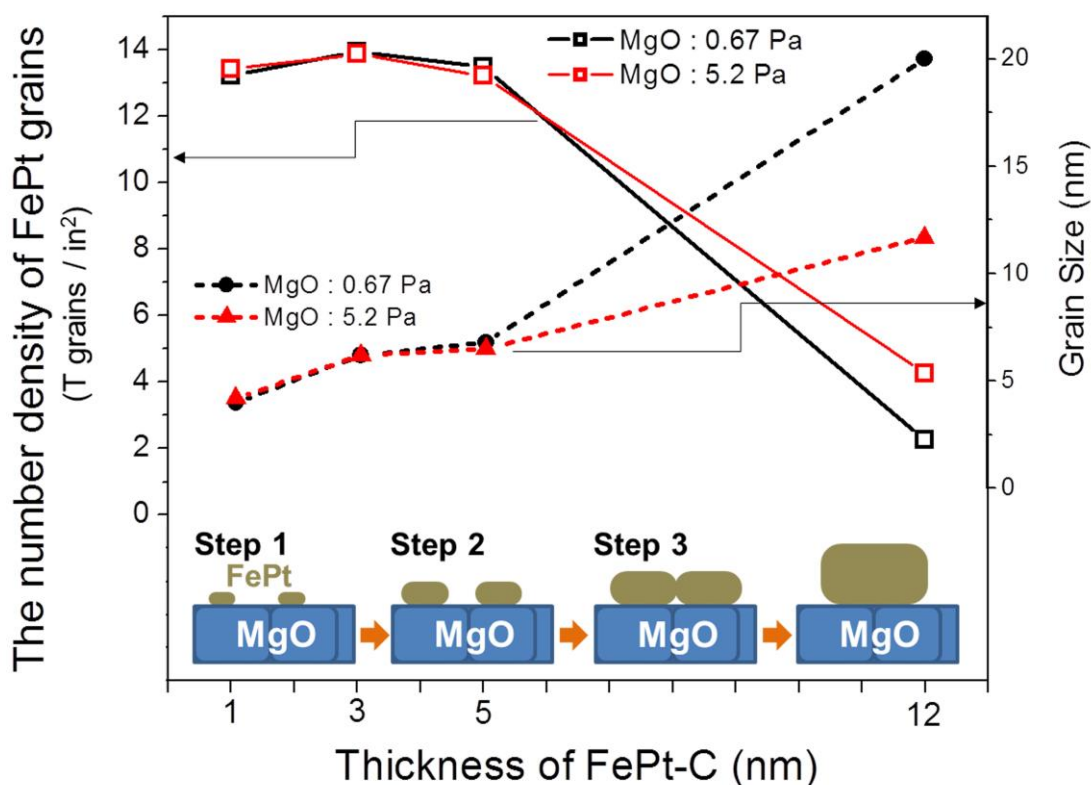 The number density of FePt grains
(T grains / in²)
14
12
10
8
6
4
2
0
MgO : 0.67 Pa
MgO : 5.2 Pa
MgO : 0.67 Pa
MgO : 5.2 Pa
20
15
10
5
0
Grain Size (nm)
Step 1
Step 2
Step 3
FePt
MgO
MgO
MgO
MgO
1
3
5
12
Thickness of FePt-C (nm)